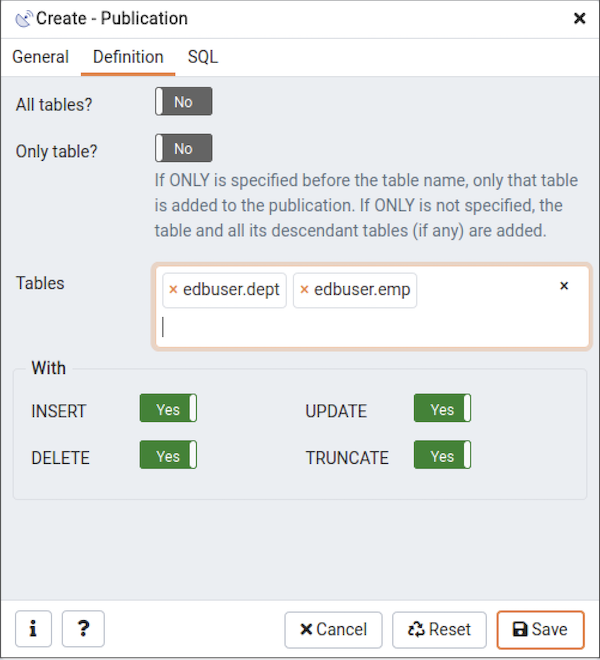 Create - Publication
General Definition SQL
All tables? No
Only table? No
If ONLY is specified before the table name, only that table
is added to the publication. If ONLY is not specified, the
table and all its descendant tables (if any) are added.
Tables × edbuser.dept × edbuser.emp ×
With
INSERT Yes UPDATE Yes
DELETE Yes TRUNCATE Yes
i ? Cancel Reset Save